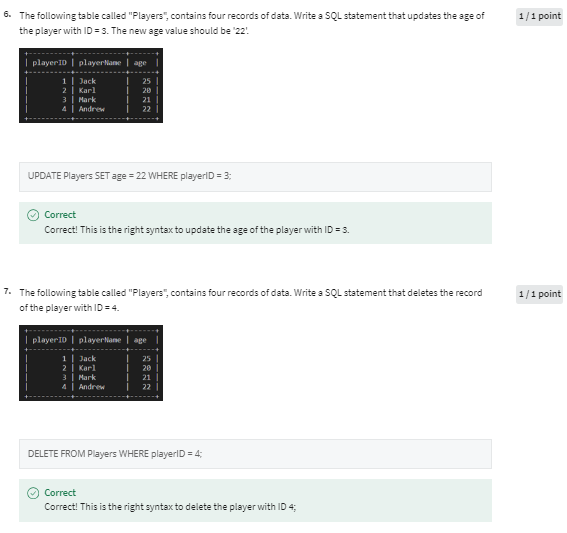 6. The following table called "Players", contains four records of data. Write a SQL statement that updates the age of
1 / 1 point
the player with ID = 3. The new age value should be '22'.
+----------+------------+------+
| playerID | playerName | age |
+----------+------------+------+
| 1 | Jack | 25 |
| 2 | Karl | 20 |
| 3 | Mark | 21 |
| 4 | Andrew | 22 |
+----------+------------+------+
UPDATE Players SET age = 22 WHERE playerID = 3;
Correct
Correct! This is the right syntax to update the age of the player with ID = 3.
7. The following table called "Players", contains four records of data. Write a SQL statement that deletes the record
1 / 1 point
of the player with ID = 4.
+----------+------------+------+
| playerID | playerName | age |
+----------+------------+------+
| 1 | Jack | 25 |
| 2 | Karl | 20 |
| 3 | Mark | 21 |
| 4 | Andrew | 22 |
+----------+------------+------+
DELETE FROM Players WHERE playerID = 4;
Correct
Correct! This is the right syntax to delete the player with ID 4;